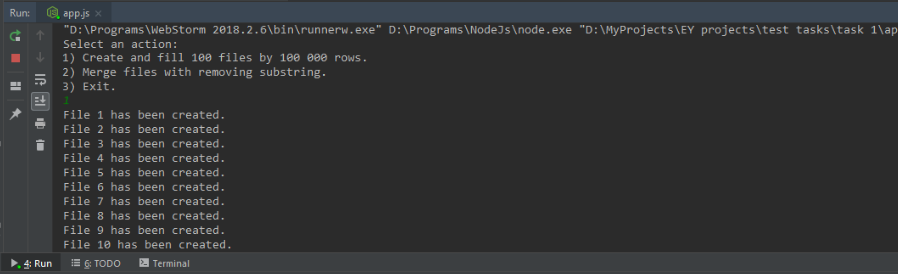 Run: app.js
"D:\Programs\WebStorm 2018.2.6\bin\runnerw.exe" D:\Programs\NodeJs\node.exe "D:\MyProjects\EY projects\test tasks\task 1\ap
Select an action:
1) Create and fill 100 files by 100 000 rows.
2) Merge files with removing substring.
3) Exit.
1
File 1 has been created.
File 2 has been created.
File 3 has been created.
File 4 has been created.
File 5 has been created.
File 6 has been created.
File 7 has been created.
File 8 has been created.
File 9 has been created.
File 10 has been created.
4: Run 6: TODO Terminal